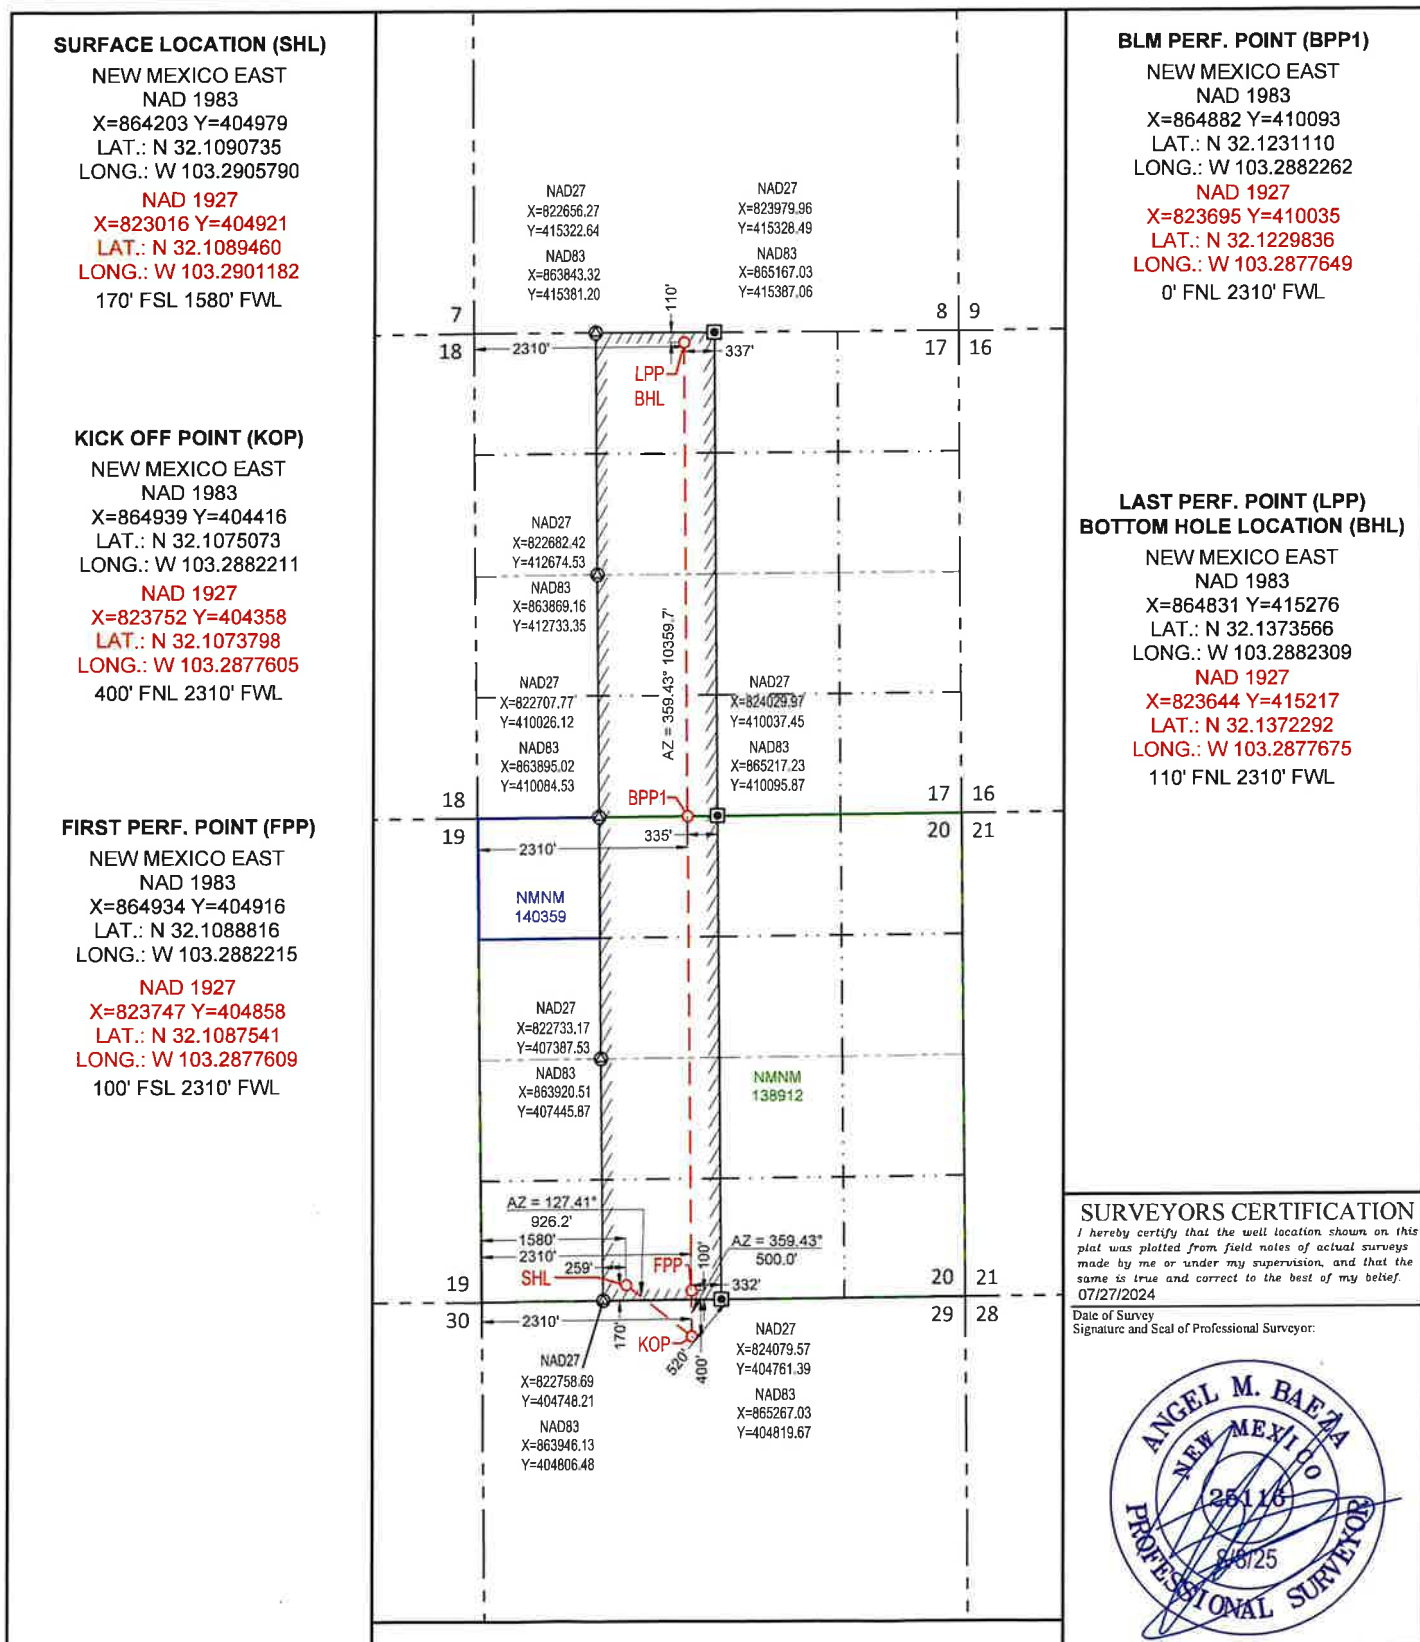 SURFACE LOCATION (SHL)
NEW MEXICO EAST
NAD 1983
X=864203 Y=404979
LAT.: N 32.1090735
LONG.: W 103.2905790
NAD 1927
X=823016 Y=404921
LAT.: N 32.1089460
LONG.: W 103.2901182
170' FSL 1580' FWL
KICK OFF POINT (KOP)
NEW MEXICO EAST
NAD 1983
X=864939 Y=404416
LAT.: N 32.1075073
LONG.: W 103.2882211
NAD 1927
X=823752 Y=404358
LAT.: N 32.1073798
LONG.: W 103.2877605
400' FNL 2310' FWL
FIRST PERF. POINT (FPP)
NEW MEXICO EAST
NAD 1983
X=864934 Y=404916
LAT.: N 32.1088816
LONG.: W 103.2882215
NAD 1927
X=823747 Y=404858
LAT.: N 32.1087541
LONG.: W 103.2877609
100' FSL 2310' FWL
NAD27
X=822656.27
Y=415322.64
NAD83
X=863843.32
Y=415381.20
NAD27
X=823979.96
Y=415328.49
NAD83
X=865167.03
Y=415387.06
110'
7
18
8 9
17 16
2310'
337'
LPP
BHL
NAD27
X=822682.42
Y=412674.53
NAD83
X=863869.16
Y=412733.35
AZ = 359.43° 10359.7'
NAD27
X=822707.77
Y=410026.12
NAD83
X=863895.02
Y=410084.53
NAD27
X=824029.97
Y=410037.45
NAD83
X=865217.23
Y=410095.87
18
19
BPP1
17 16
20 21
335'
2310'
NMNM
140359
NAD27
X=822733.17
Y=407387.53
NAD83
X=863920.51
Y=407445.87
NMNM
138912
AZ = 127.41°
926.2'
1580'
2310'
259'
SHL
FPP
100'
AZ = 359.43°
500.0'
332'
19
30
20 21
29 28
2310'
170'
KOP
520'
400'
NAD27
X=822758.69
Y=404748.21
NAD83
X=863946.13
Y=404806.48
NAD27
X=824079.57
Y=404761.39
NAD83
X=865267.03
Y=404819.67
BLM PERF. POINT (BPP1)
NEW MEXICO EAST
NAD 1983
X=864882 Y=410093
LAT.: N 32.1231110
LONG.: W 103.2882262
NAD 1927
X=823695 Y=410035
LAT.: N 32.1229836
LONG.: W 103.2877649
0' FNL 2310' FWL
LAST PERF. POINT (LPP)
BOTTOM HOLE LOCATION (BHL)
NEW MEXICO EAST
NAD 1983
X=864831 Y=415276
LAT.: N 32.1373566
LONG.: W 103.2882309
NAD 1927
X=823644 Y=415217
LAT.: N 32.1372292
LONG.: W 103.2877675
110' FNL 2310' FWL
SURVEYORS CERTIFICATION
I hereby certify that the well location shown on this
plat was plotted from field notes of actual surveys
made by me or under my supervision, and that the
same is true and correct to the best of my belief.
07/27/2024
Date of Survey
Signature and Seal of Professional Surveyor:
ANGEL M. BAEZA
NEW MEXICO
25116
8/8/25
PROFESSIONAL SURVEYOR